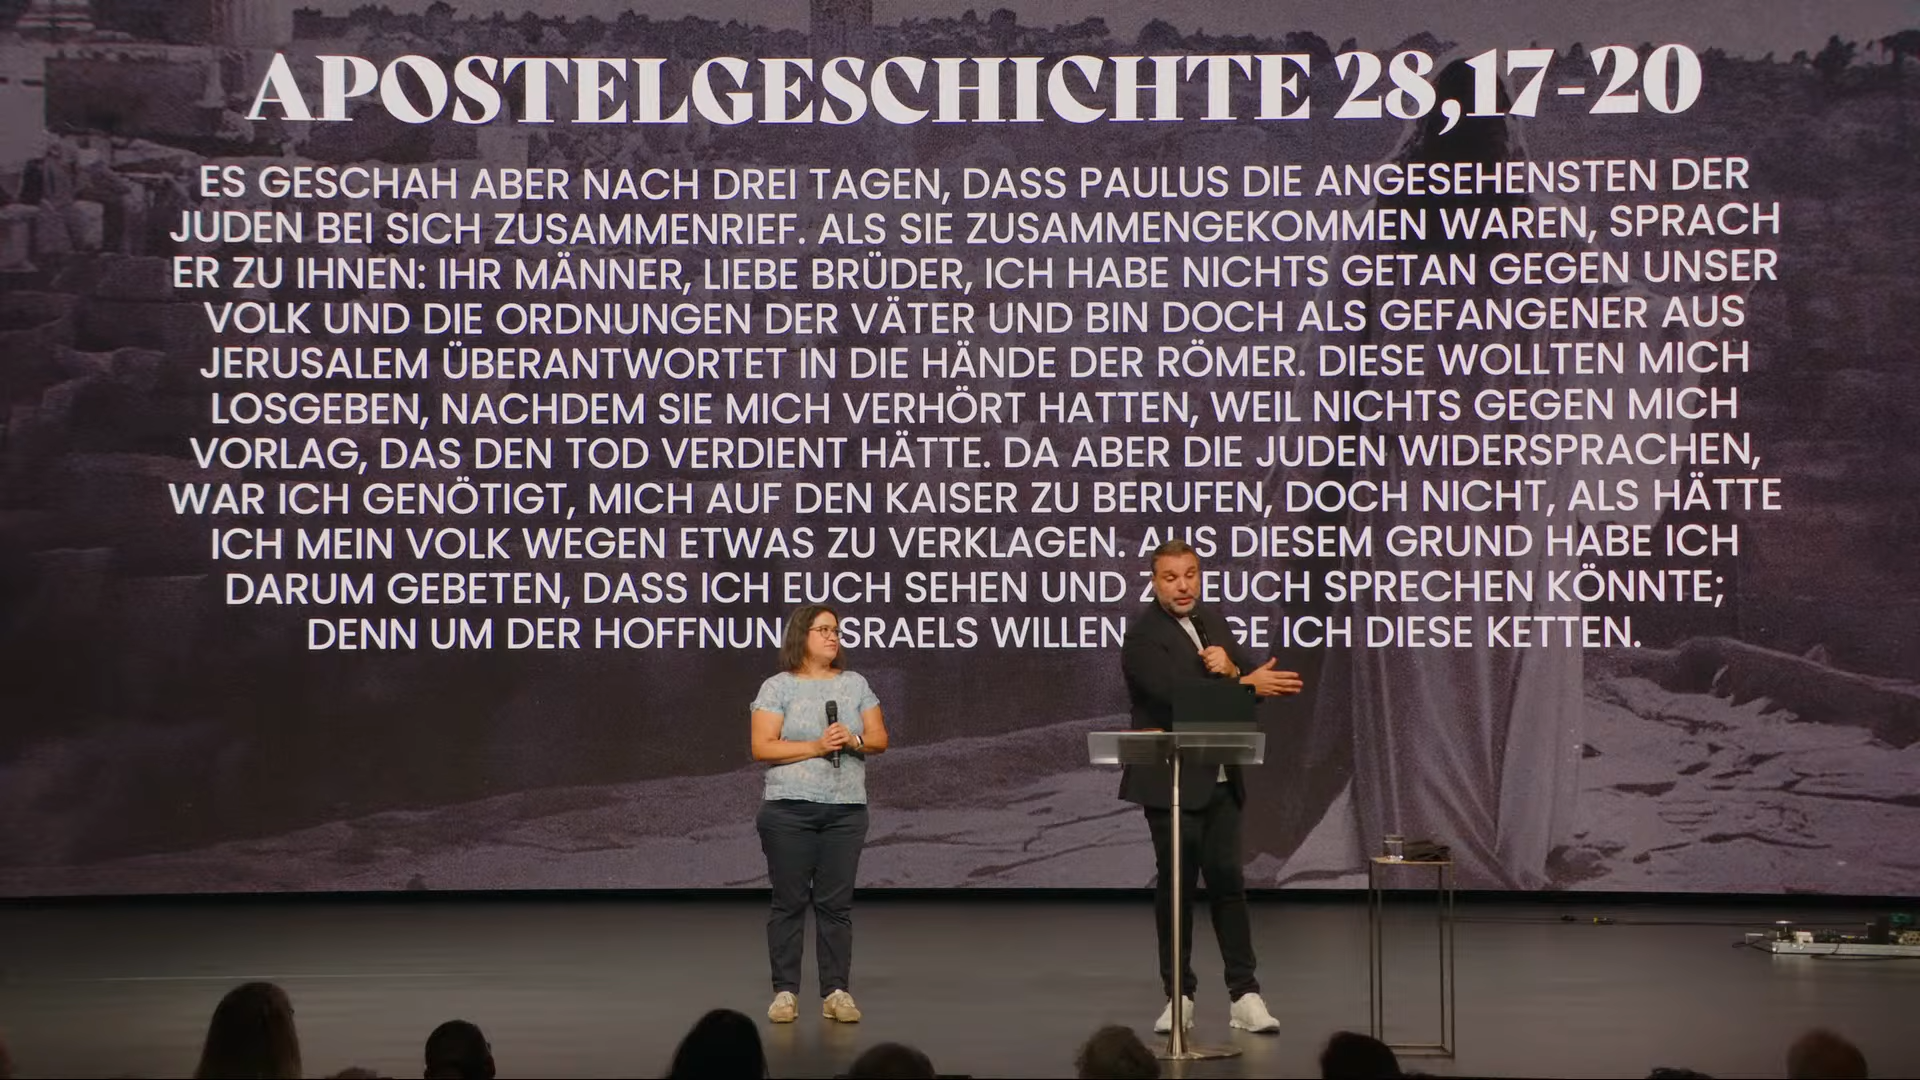 APOSTELGESCHICHTE 28,17-20
ES GESCHAH ABER NACH DREI TAGEN, DASS PAULUS DIE ANGESEHENSTEN DER
JUDEN BEI SICH ZUSAMMENRIEF. ALS SIE ZUSAMMENGEKOMMEN WAREN, SPRACH
ER ZU IHNEN: IHR MÄNNER, LIEBE BRÜDER, ICH HABE NICHTS GETAN GEGEN UNSER
VOLK UND DIE ORDNUNGEN DER VÄTER UND BIN DOCH ALS GEFANGENER AUS
JERUSALEM ÜBERANTWORTET IN DIE HÄNDE DER RÖMER. DIESE WOLLTEN MICH
LOSGEBEN, NACHDEM SIE MICH VERHÖRT HATTEN, WEIL NICHTS GEGEN MICH
VORLAG, DAS DEN TOD VERDIENT HÄTTE. DA ABER DIE JUDEN WIDERSPRACHEN,
WAR ICH GENÖTIGT, MICH AUF DEN KAISER ZU BERUFEN, DOCH NICHT, ALS HÄTTE
ICH MEIN VOLK WEGEN ETWAS ZU VERKLAGEN. AUS DIESEM GRUND HABE ICH
DARUM GEBETEN, DASS ICH EUCH SEHEN UND EUCH SPRECHEN KÖNNTE;
DENN UM DER WILLEN ICH DIESE KETTEN.